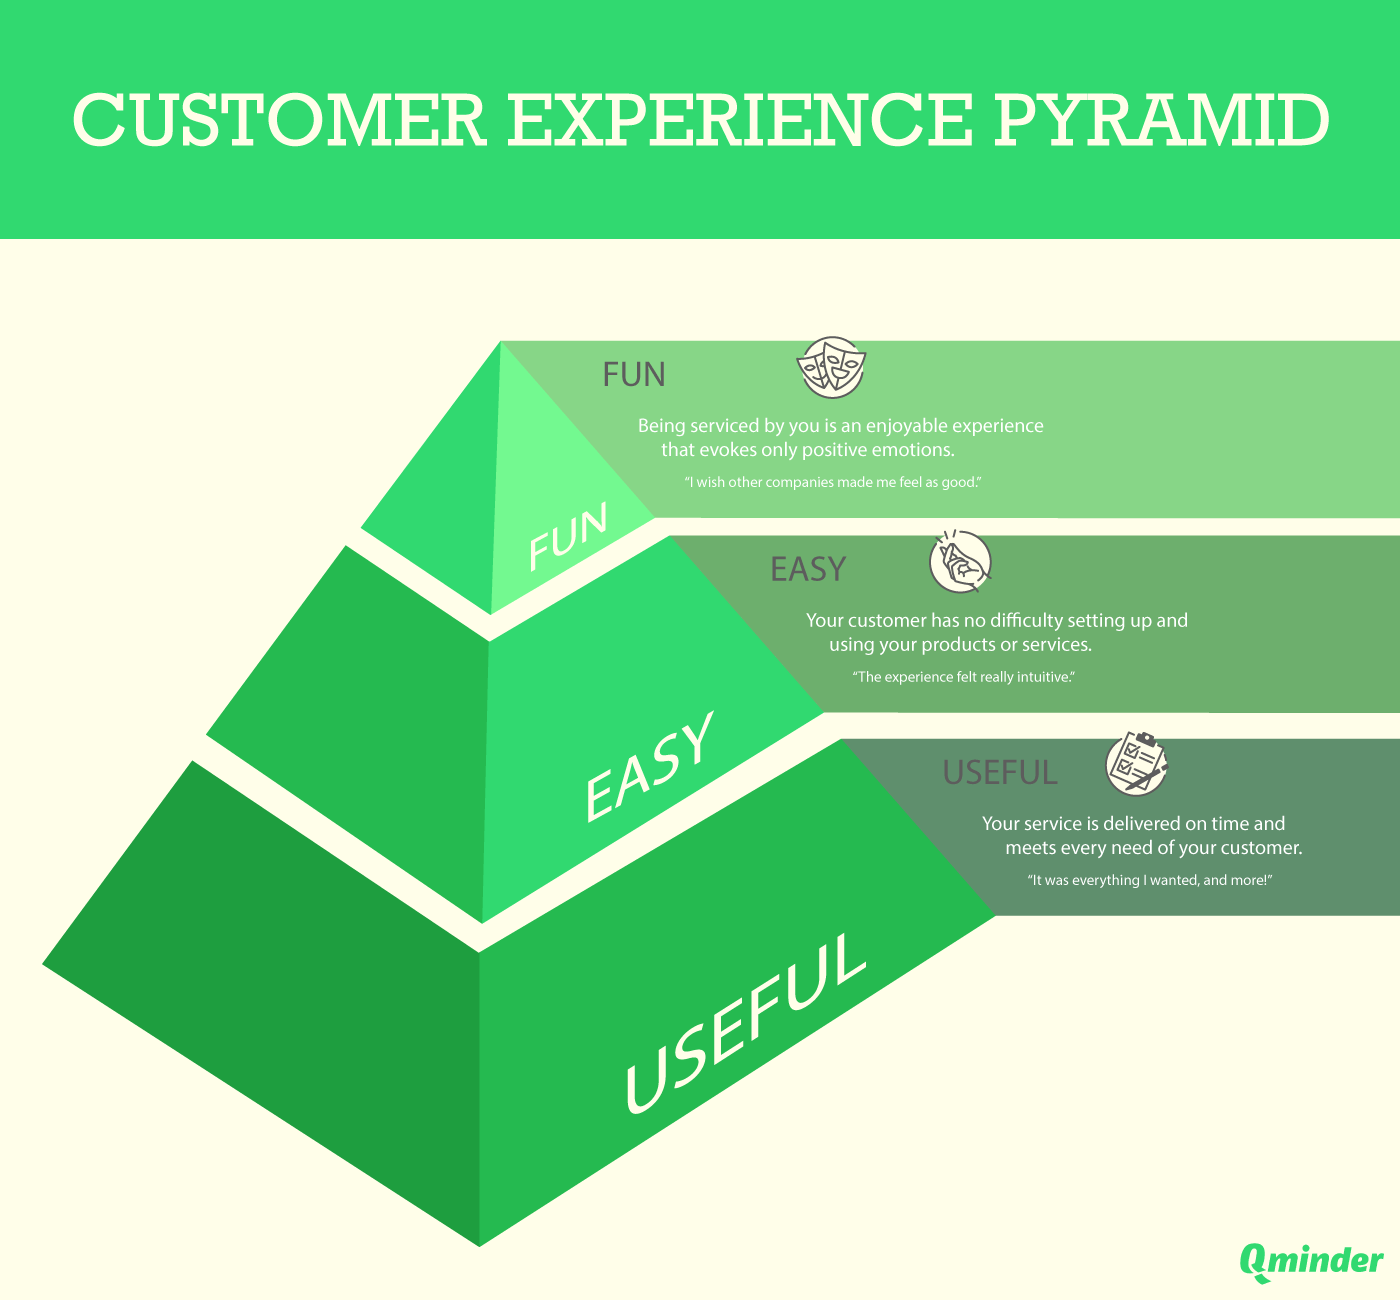 CUSTOMER EXPERIENCE PYRAMID
FUN
Being serviced by you is an enjoyable experience
that evokes only positive emotions.
“I wish other companies made me feel as good.”
FUN
EASY
Your customer has no difficulty setting up and
using your products or services.
“The experience felt really intuitive.”
EASY
USEFUL
Your service is delivered on time and
meets every need of your customer.
“It was everything I wanted, and more!”
USEFUL
Qminder